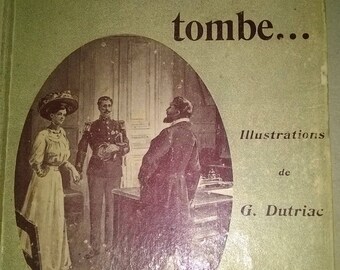 tombe...
Illustrations
de
G. Dutriac